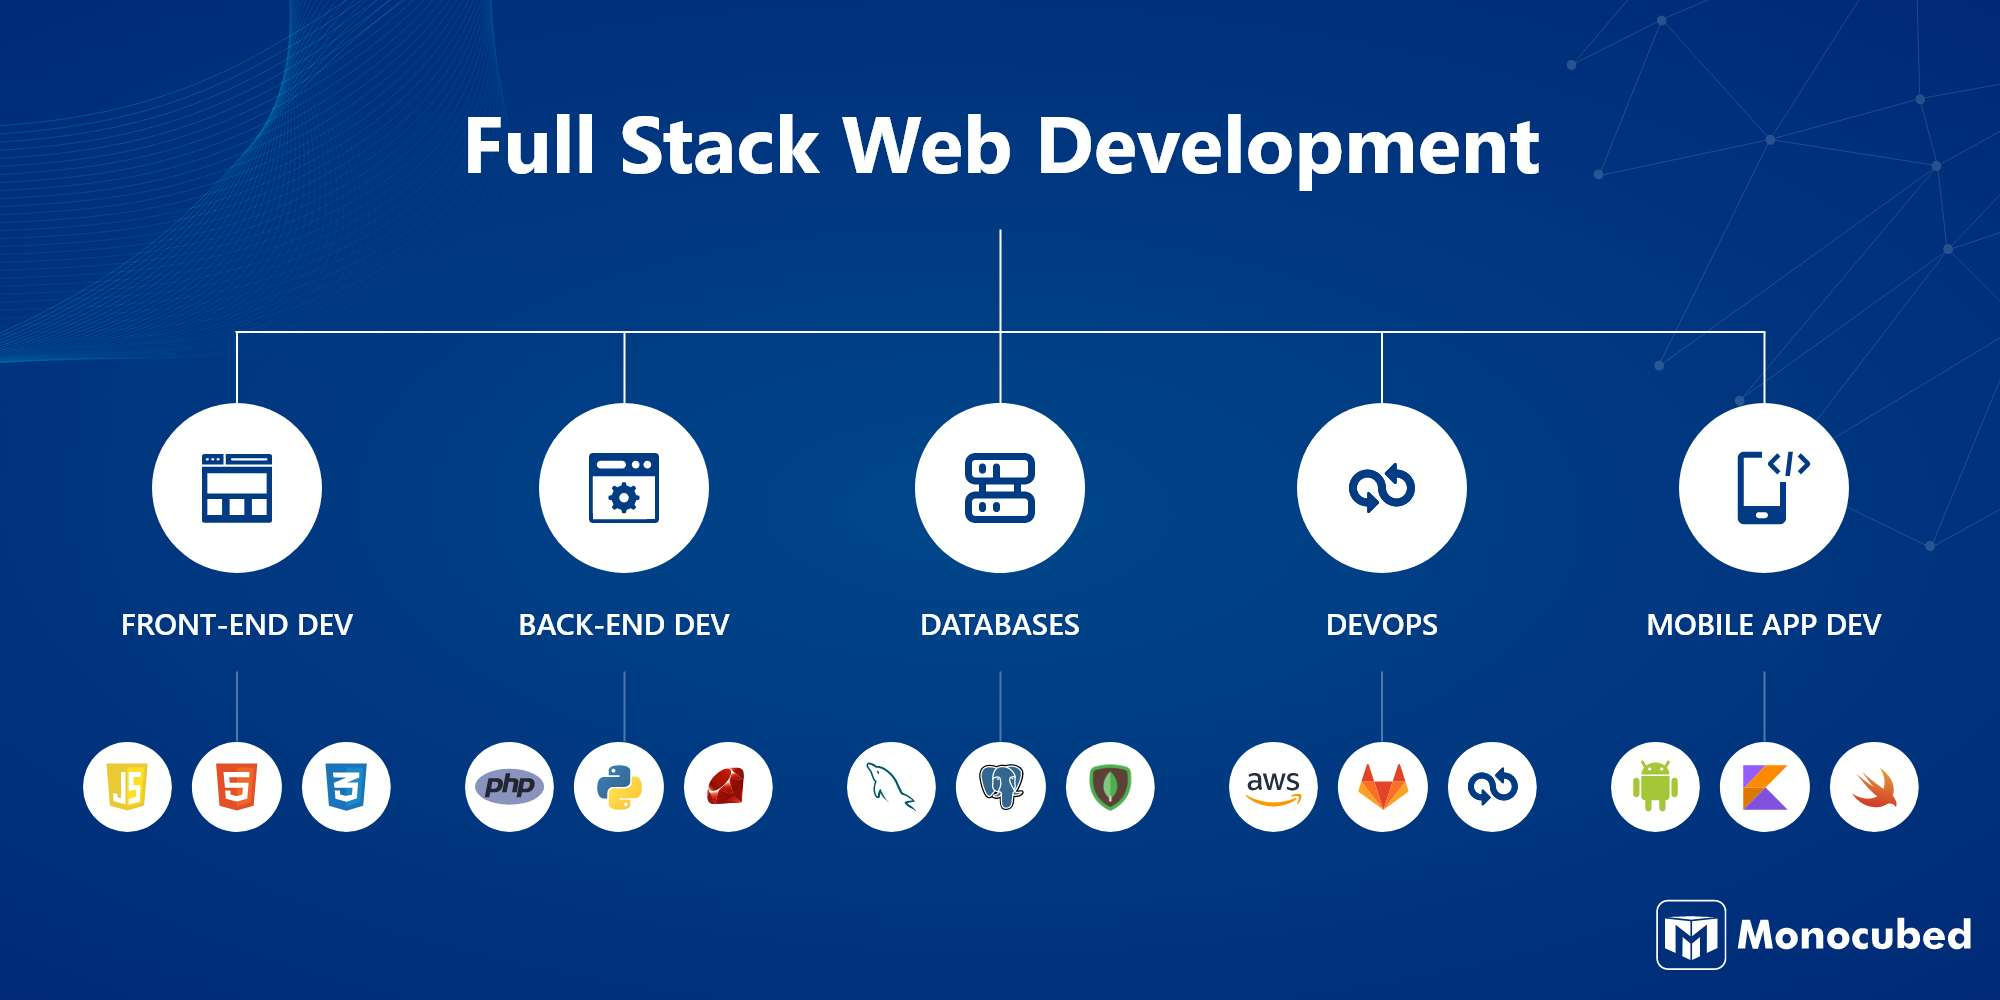 Full Stack Web Development
FRONT-END DEV
BACK-END DEV
DATABASES
DEVOPS
MOBILE APP DEV
JS
5
3
php
aws
Monocubed